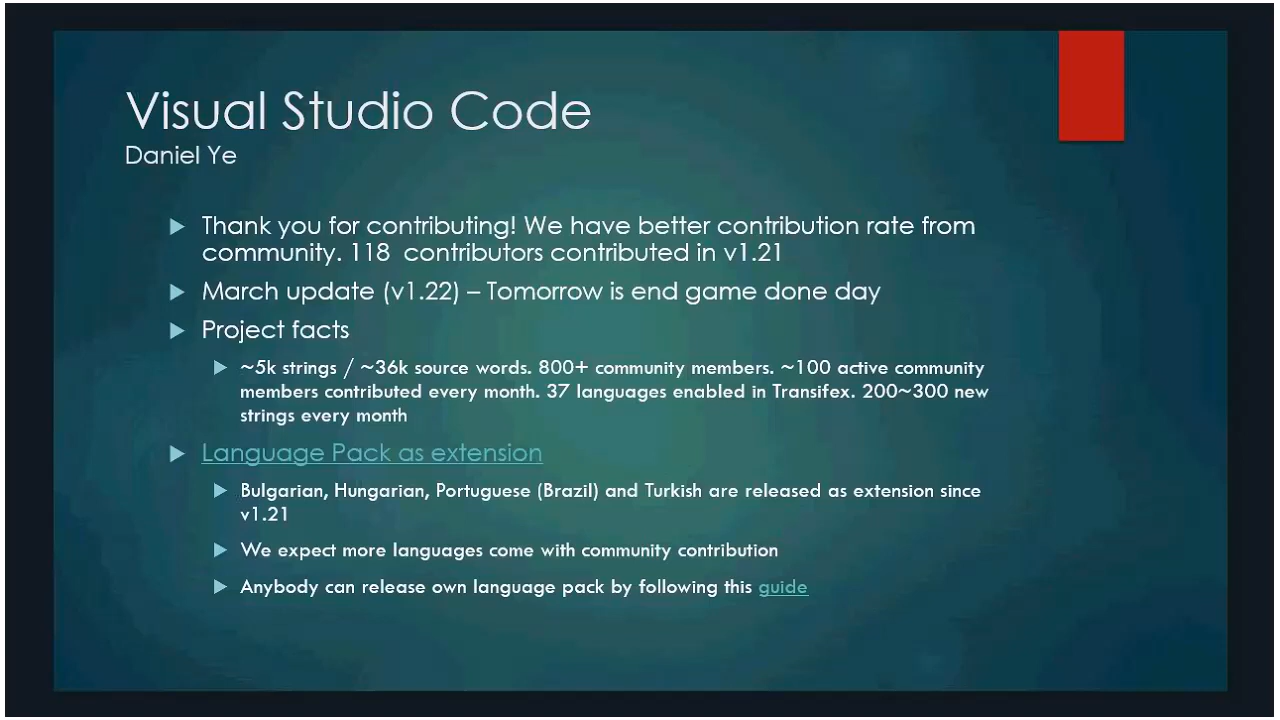 Visual Studio Code
Daniel Ye
Thank you for contributing! We have better contribution rate from
community. 118  contributors contributed in v1.21
March update (v1.22) – Tomorrow is end game done day
Project facts
~5k strings / ~36k source words. 800+ community members. ~100 active community
members contributed every month. 37 languages enabled in Transifex. 200~300 new
strings every month
Language Pack as extension
Bulgarian, Hungarian, Portuguese (Brazil) and Turkish are released as extension since
v1.21
We expect more languages come with community contribution
Anybody can release own language pack by following this guide